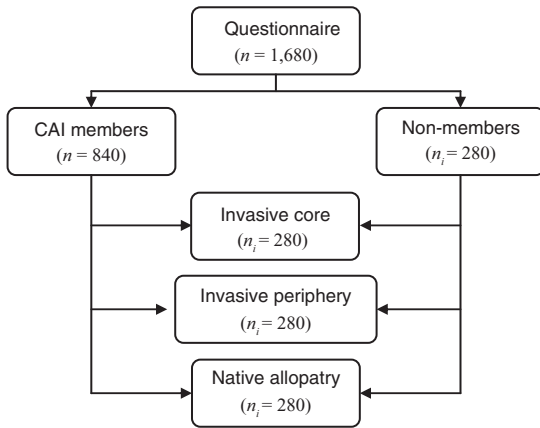 Questionnaire
(n = 1,680)
CAI members
(n = 840)
Non-members
(nᵢ = 280)
Invasive core
(nᵢ = 280)
Invasive periphery
(nᵢ = 280)
Native allopatry
(nᵢ = 280)